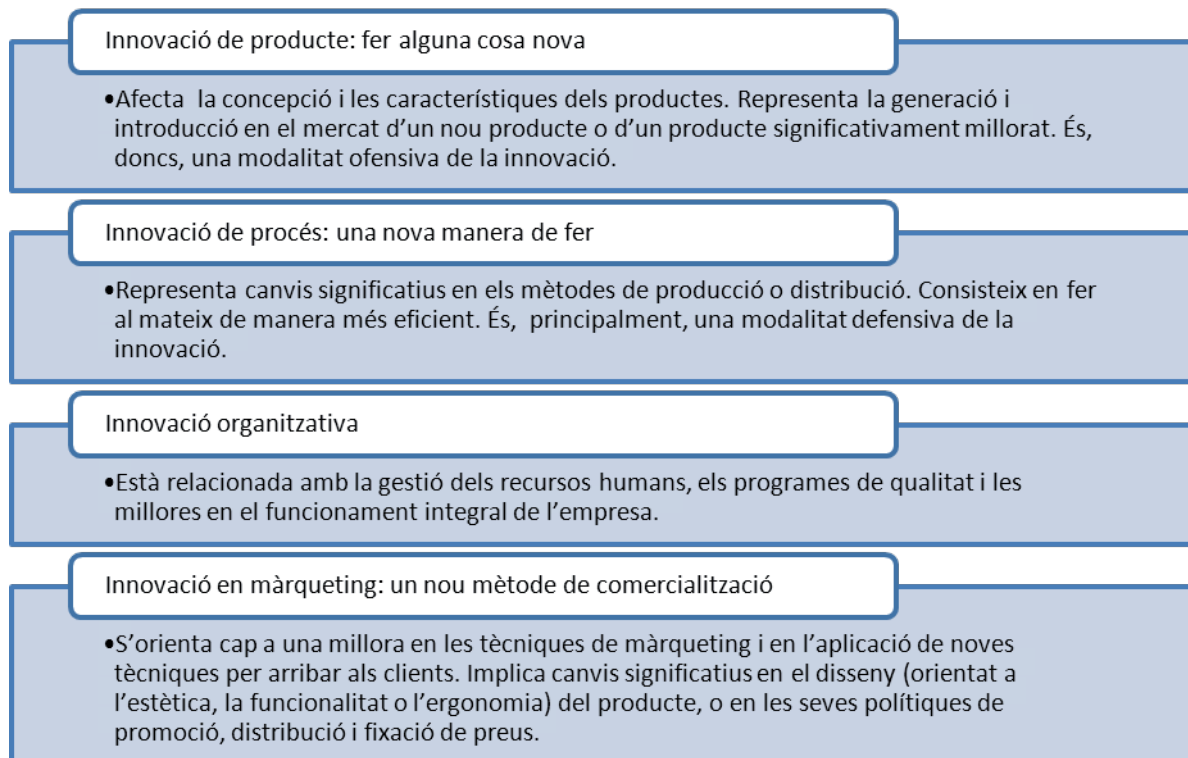 Innovació de producte: fer alguna cosa nova
•Afecta la concepció i les característiques dels productes. Representa la generació i
introducció en el mercat d'un nou producte o d'un producte significativament millorat. És,
doncs, una modalitat ofensiva de la innovació.
Innovació de procés: una nova manera de fer
•Representa canvis significatius en els mètodes de producció o distribució. Consisteix en fer
al mateix de manera més eficient. És, principalment, una modalitat defensiva de la
innovació.
Innovació organitzativa
•Està relacionada amb la gestió dels recursos humans, els programes de qualitat i les
millores en el funcionament integral de l'empresa.
Innovació en màrqueting: un nou mètode de comercialització
•S'orienta cap a una millora en les tècniques de màrqueting i en l'aplicació de noves
tècniques per arribar als clients. Implica canvis significatius en el disseny (orientat a
l'estètica, la funcionalitat o l'ergonomia) del producte, o en les seves polítiques de
promoció, distribució i fixació de preus.